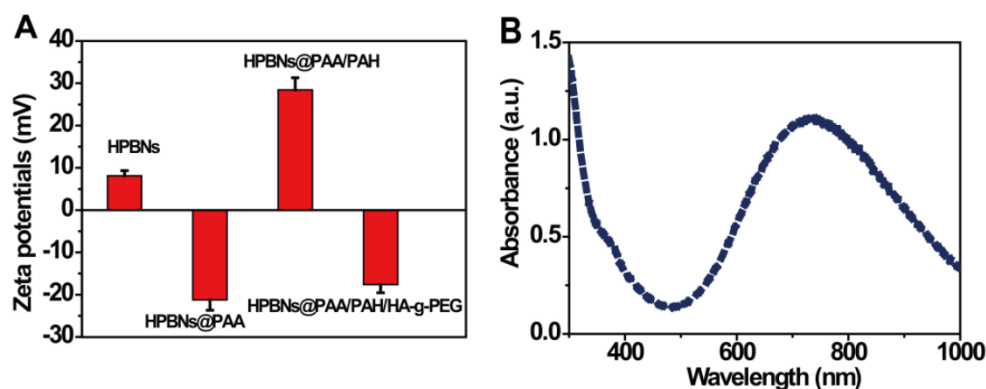 A
40
30
20
10
0
-10
-20
-30
Zeta potentials (mV)
HPBNs
HPBNs@PAA
HPBNs@PAA/PAH
HPBNs@PAA/PAH/HA-g-PEG
B
1.5
1.0
0.5
0.0
Absorbance (a.u.)
400 600 800 1000
Wavelength (nm)